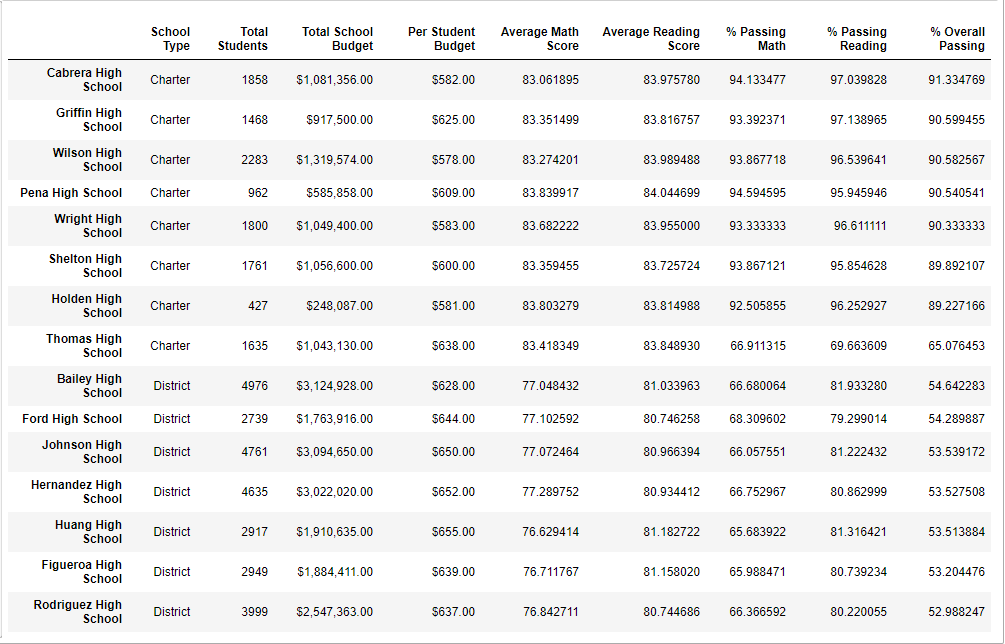 School Type Total Students Total School Budget Per Student Budget Average Math Score Average Reading Score % Passing Math % Passing Reading % Overall Passing
Cabrera High School Charter 1858 $1,081,356.00 $582.00 83.061895 83.975780 94.133477 97.039828 91.334769
Griffin High School Charter 1468 $917,500.00 $625.00 83.351499 83.816757 93.392371 97.138965 90.599455
Wilson High School Charter 2283 $1,319,574.00 $578.00 83.274201 83.989488 93.867718 96.539641 90.582567
Pena High School Charter 962 $585,858.00 $609.00 83.839917 84.044699 94.594595 95.945946 90.540541
Wright High School Charter 1800 $1,049,400.00 $583.00 83.682222 83.955000 93.333333 96.611111 90.333333
Shelton High School Charter 1761 $1,056,600.00 $600.00 83.359455 83.725724 93.867121 95.854628 89.892107
Holden High School Charter 427 $248,087.00 $581.00 83.803279 83.814988 92.505855 96.252927 89.227166
Thomas High School Charter 1635 $1,043,130.00 $638.00 83.418349 83.848930 66.911315 69.663609 65.076453
Bailey High School District 4976 $3,124,928.00 $628.00 77.048432 81.033963 66.680064 81.933280 54.642283
Ford High School District 2739 $1,763,916.00 $644.00 77.102592 80.746258 68.309602 79.299014 54.289887
Johnson High School District 4761 $3,094,650.00 $650.00 77.072464 80.966394 66.057551 81.222432 53.539172
Hernandez High School District 4635 $3,022,020.00 $652.00 77.289752 80.934412 66.752967 80.862999 53.527508
Huang High School District 2917 $1,910,635.00 $655.00 76.629414 81.182722 65.683922 81.316421 53.513884
Figueroa High School District 2949 $1,884,411.00 $639.00 76.711767 81.158020 65.988471 80.739234 53.204476
Rodriguez High School District 3999 $2,547,363.00 $637.00 76.842711 80.744686 66.366592 80.220055 52.988247